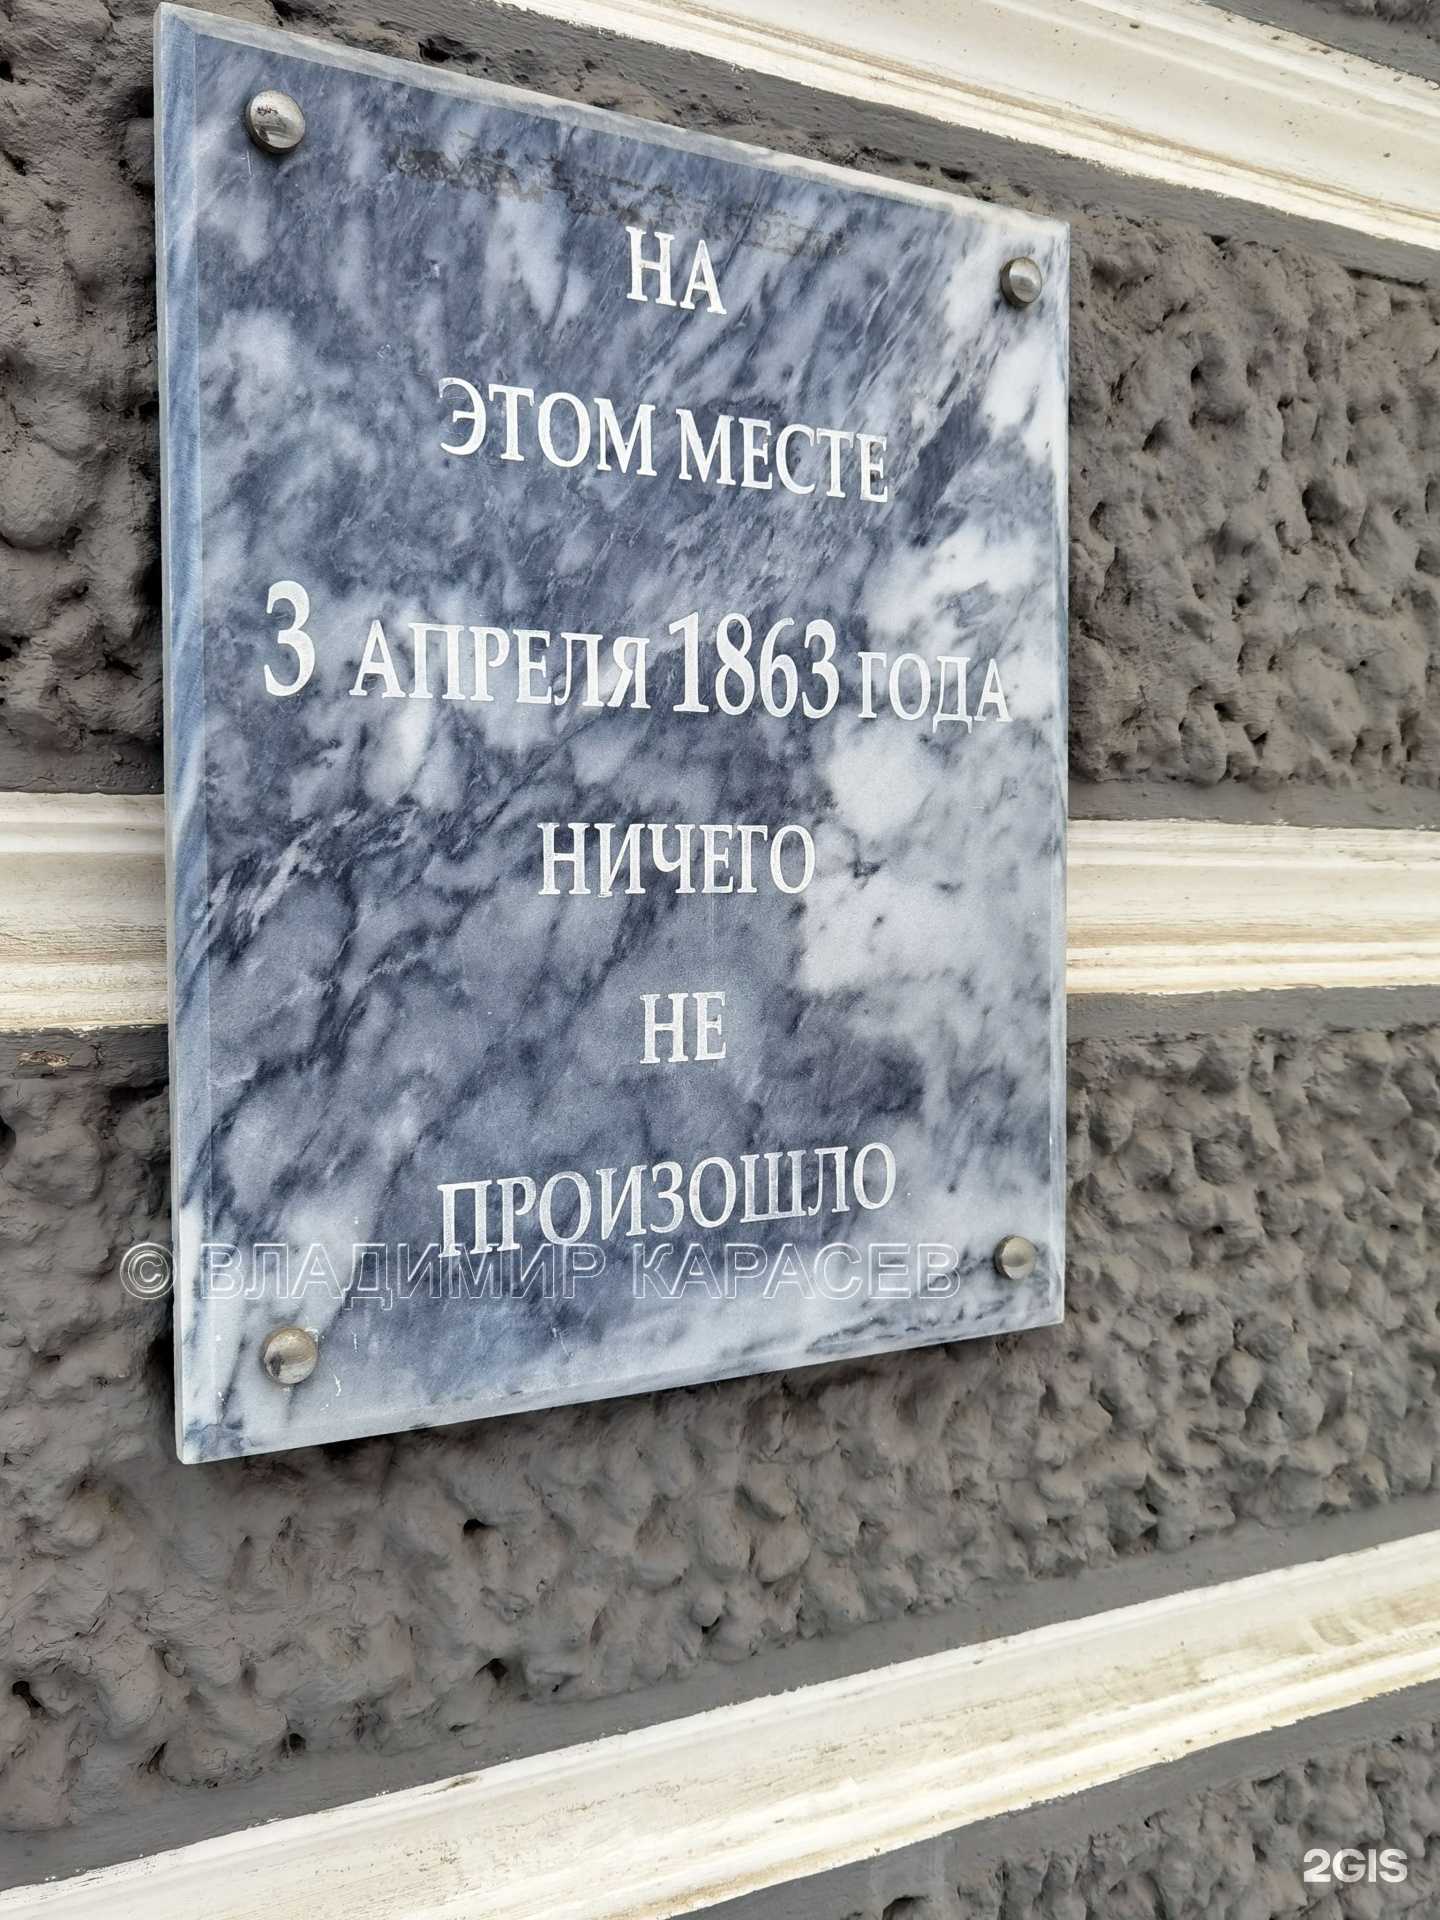 НА
ЭТОМ МЕСТЕ
3 АПРЕЛЯ 1863 ГОДА
НИЧЕГО
НЕ
ПРОИЗОШЛО
© ВЛАДИМИР КАРАСЕВ
2GIS